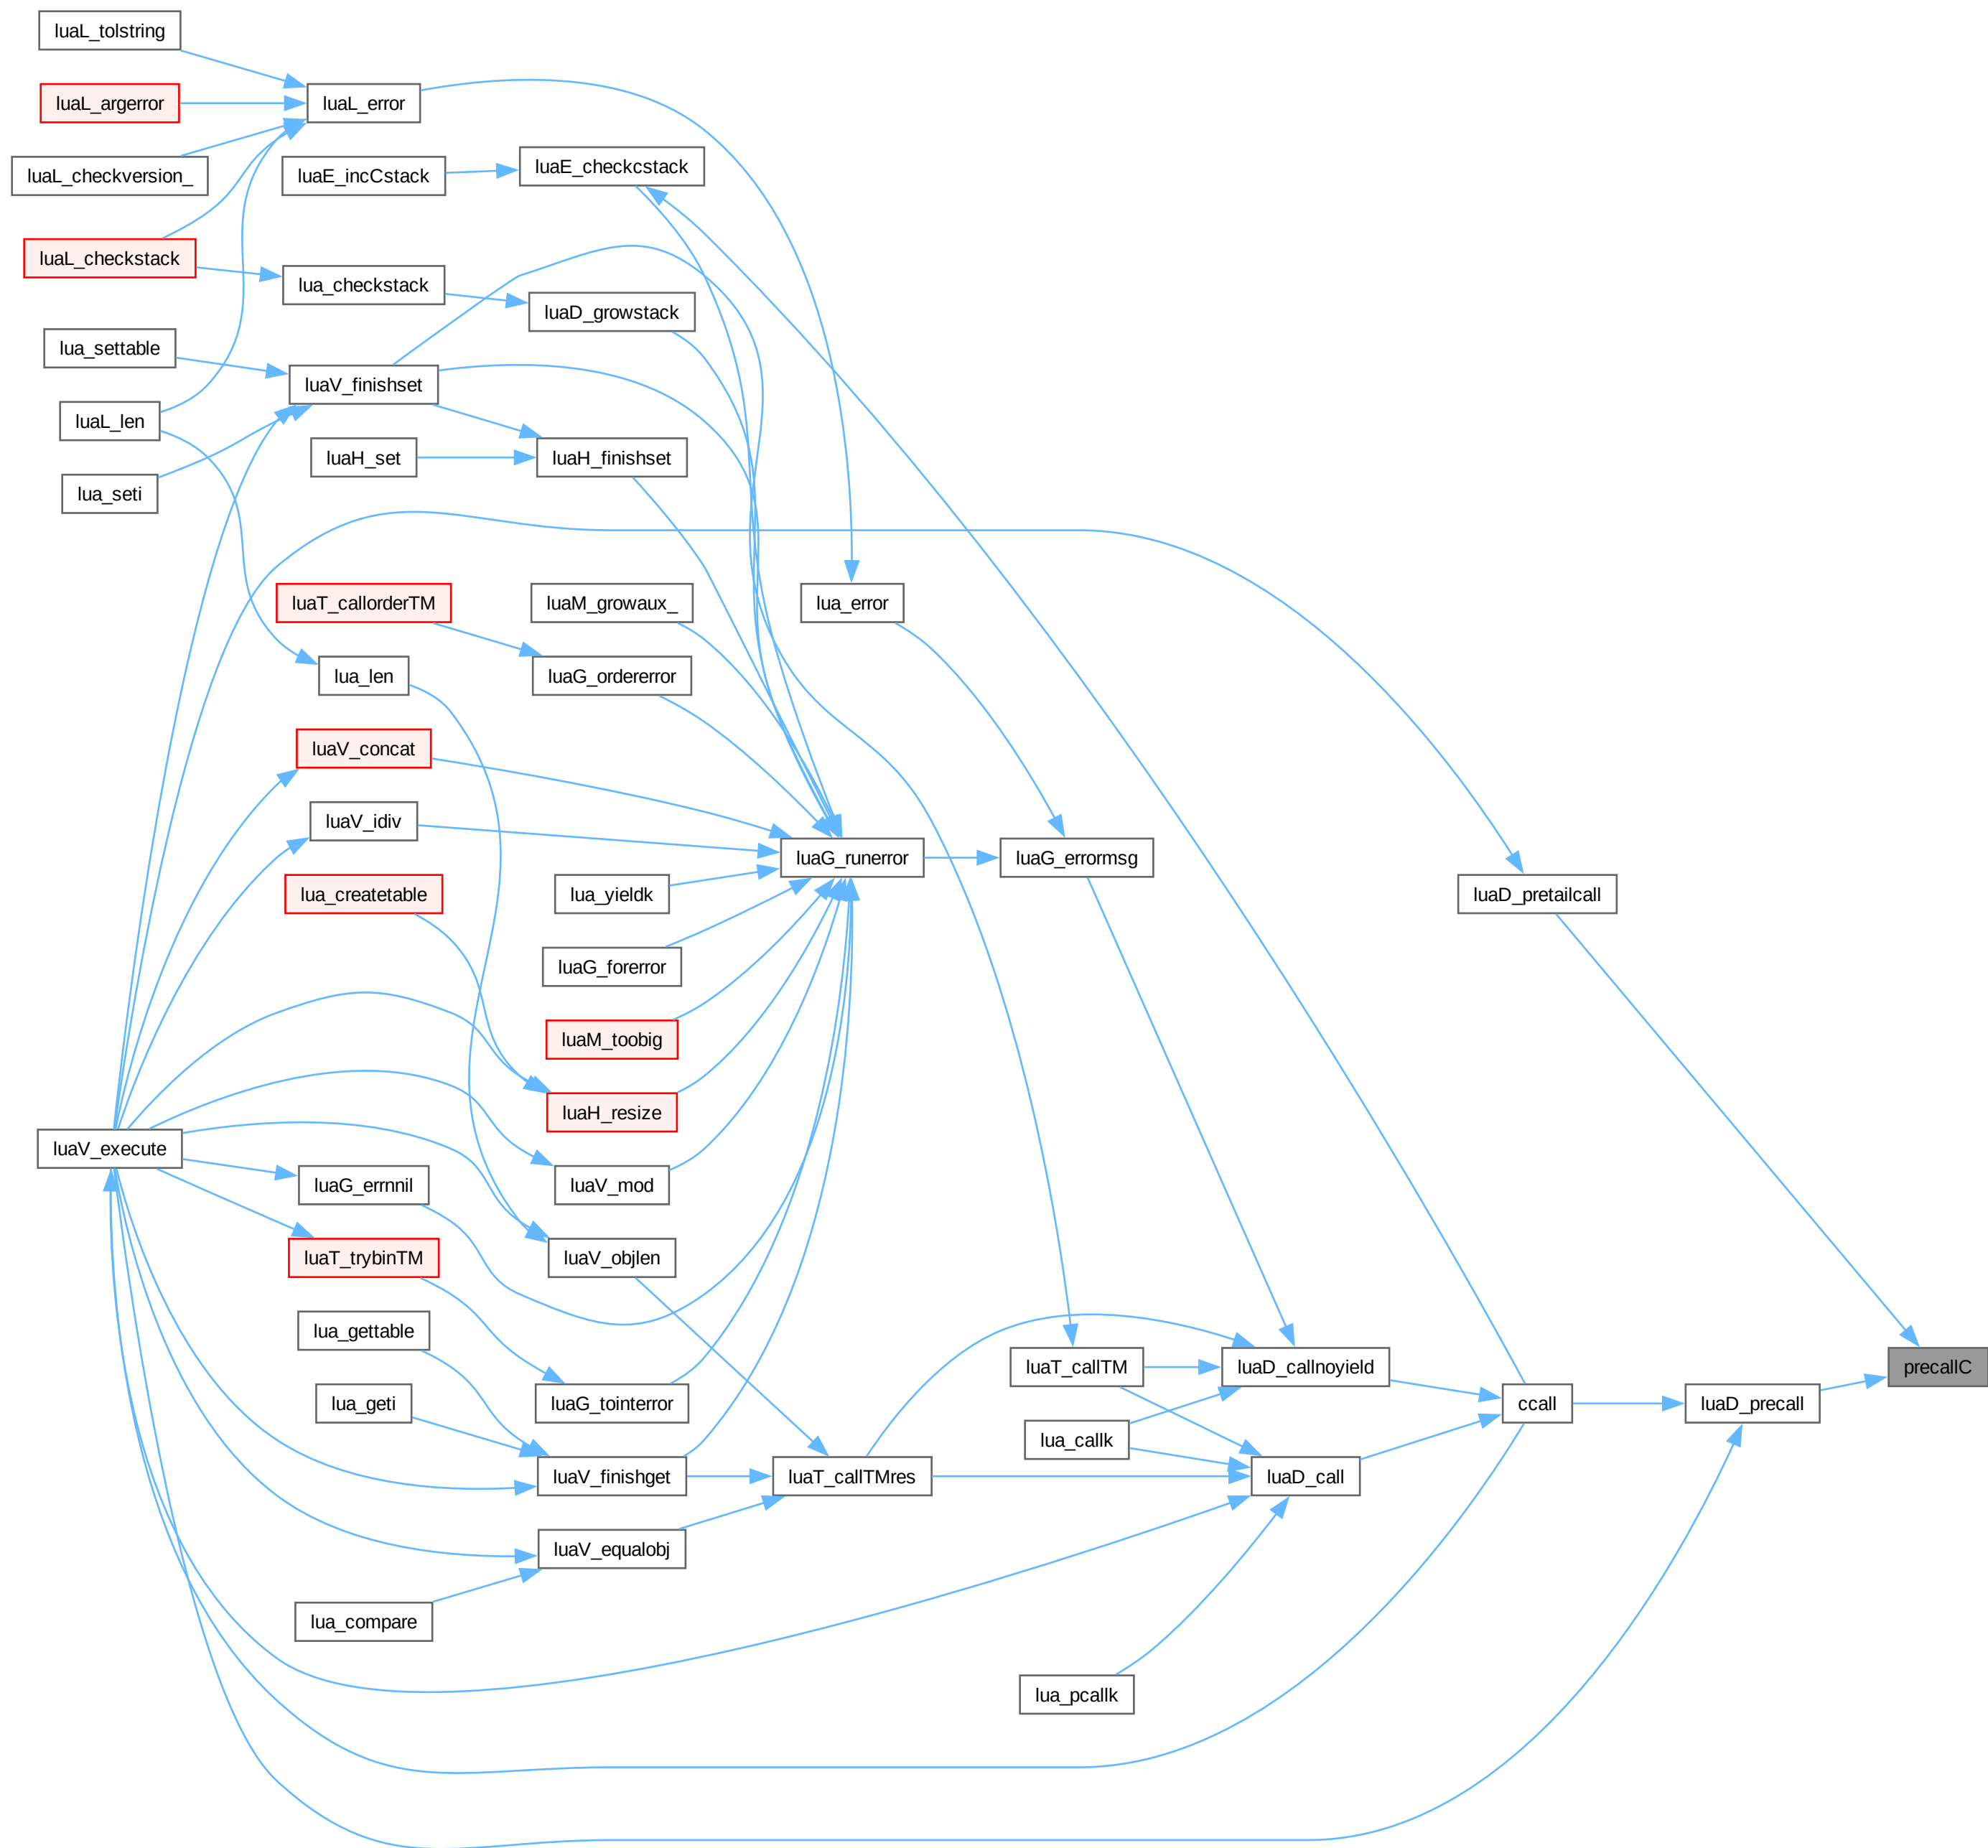 luaL_tolstring
luaL_argerror
luaL_error
luaL_checkversion_
luaE_incCstack
luaE_checkcstack
luaL_checkstack
lua_checkstack
luaD_growstack
lua_settable
luaV_finishset
luaL_len
luaH_set
luaH_finishset
lua_seti
luaT_callorderTM
luaM_growaux_
lua_error
lua_len
luaG_ordererror
luaV_concat
luaV_idiv
luaG_runerror
luaG_errormsg
lua_createtable
lua_yieldk
luaD_pretailcall
luaG_forerror
luaM_toobig
luaH_resize
luaV_execute
luaG_errnnil
luaV_mod
luaT_trybinTM
luaV_objlen
lua_gettable
luaT_callTM
luaD_callnoyield
precallC
lua_geti
luaG_tointerror
ccall
luaD_precall
lua_callk
luaV_finishget
luaT_callTMres
luaD_call
luaV_equalobj
lua_compare
lua_pcallk